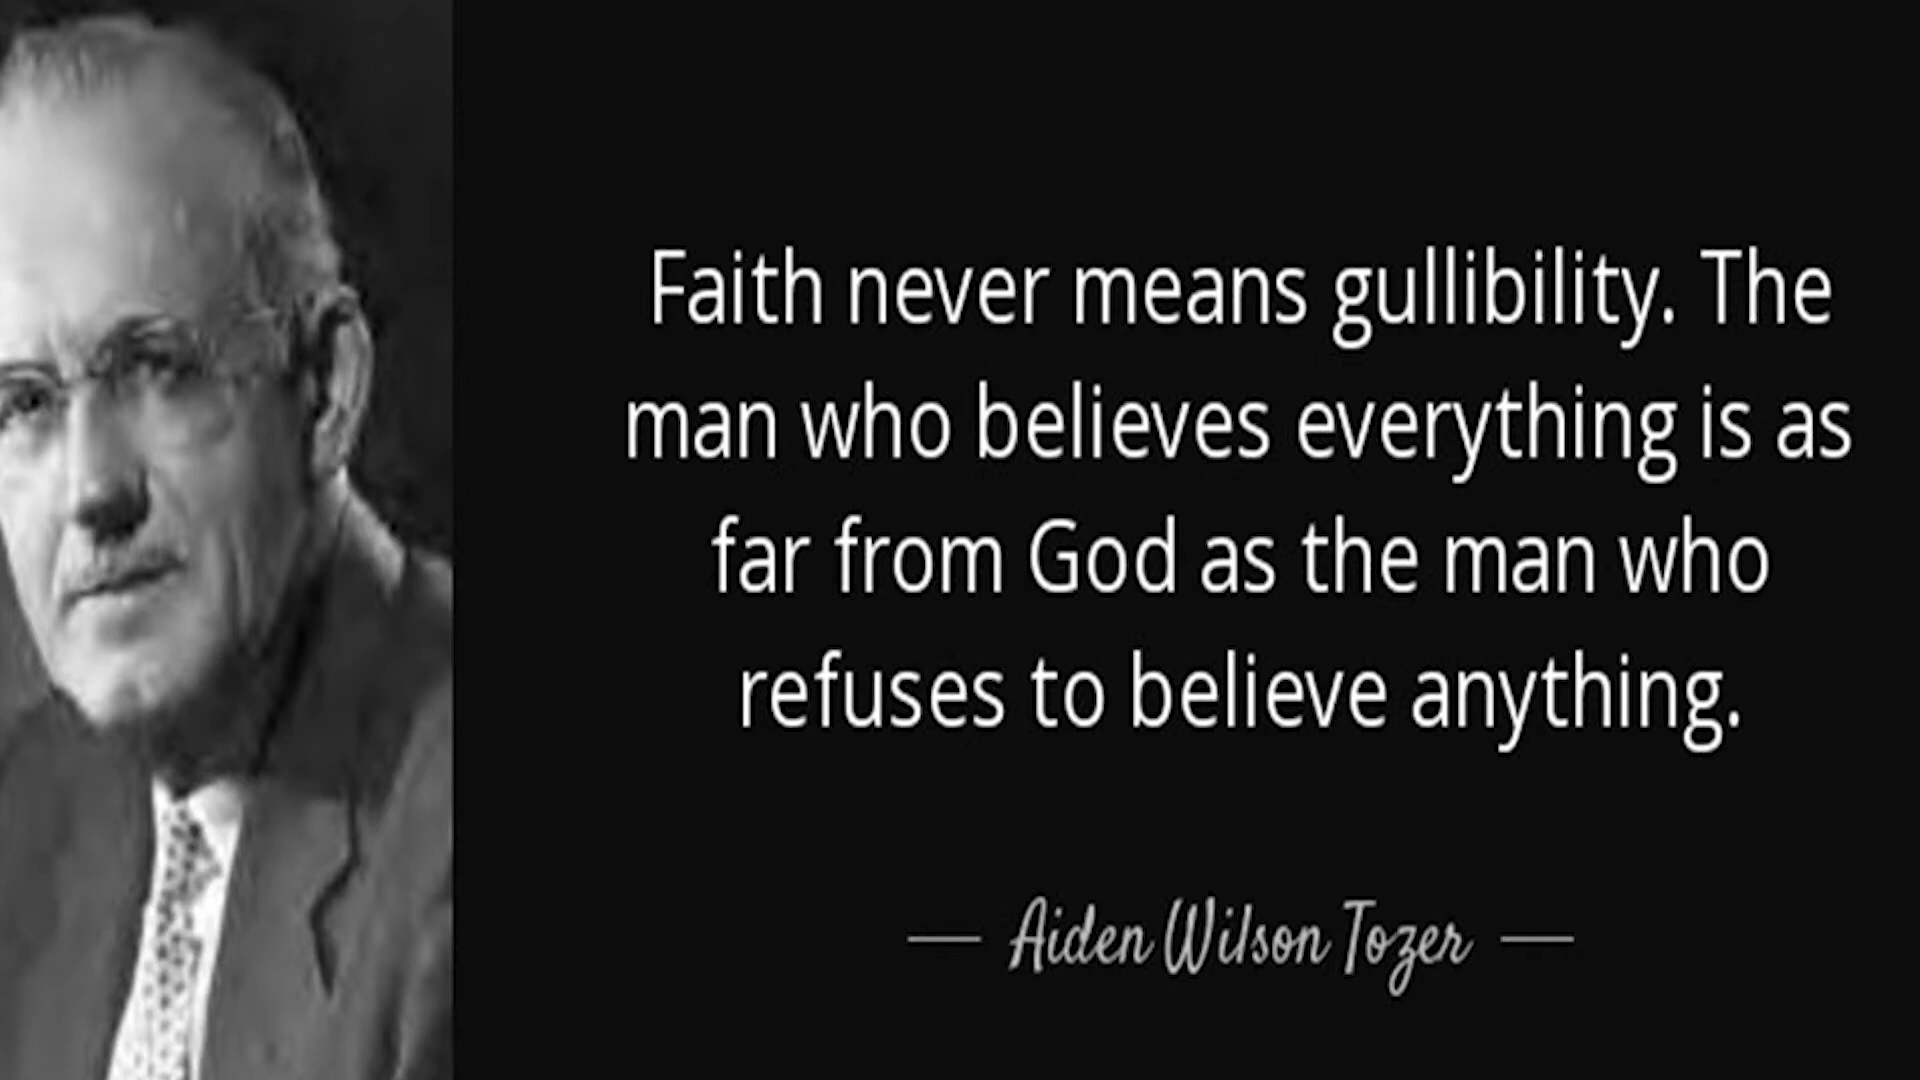 Faith never means gullibility. The
man who believes everything is as
far from God as the man who
refuses to believe anything.
— Aiden Wilson Tozer —